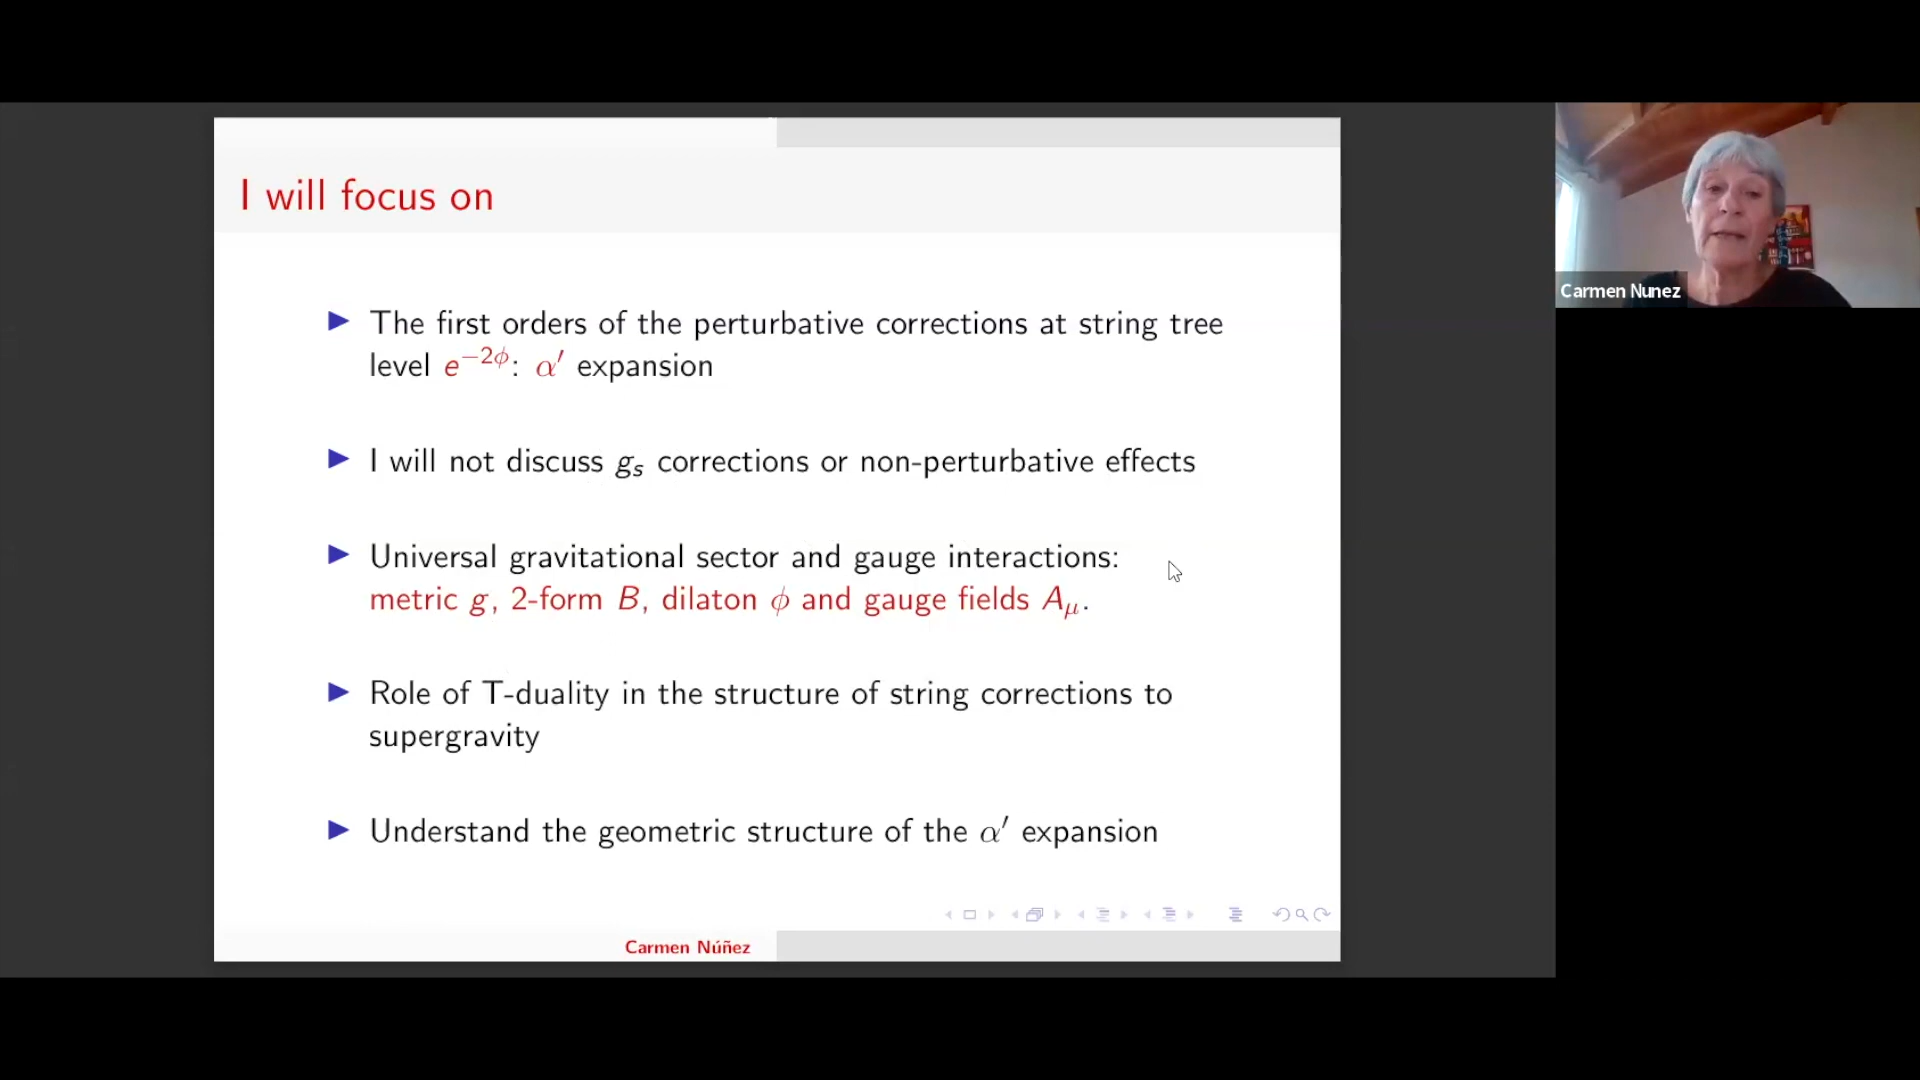 I will focus on
▶ The first orders of the perturbative corrections at string tree
level e^{−2ϕ}: α′ expansion
▶ I will not discuss g_s corrections or non-perturbative effects
▶ Universal gravitational sector and gauge interactions:
metric g, 2-form B, dilaton ϕ and gauge fields A_μ.
▶ Role of T-duality in the structure of string corrections to
supergravity
▶ Understand the geometric structure of the α′ expansion
Carmen Núñez
Carmen Nunez